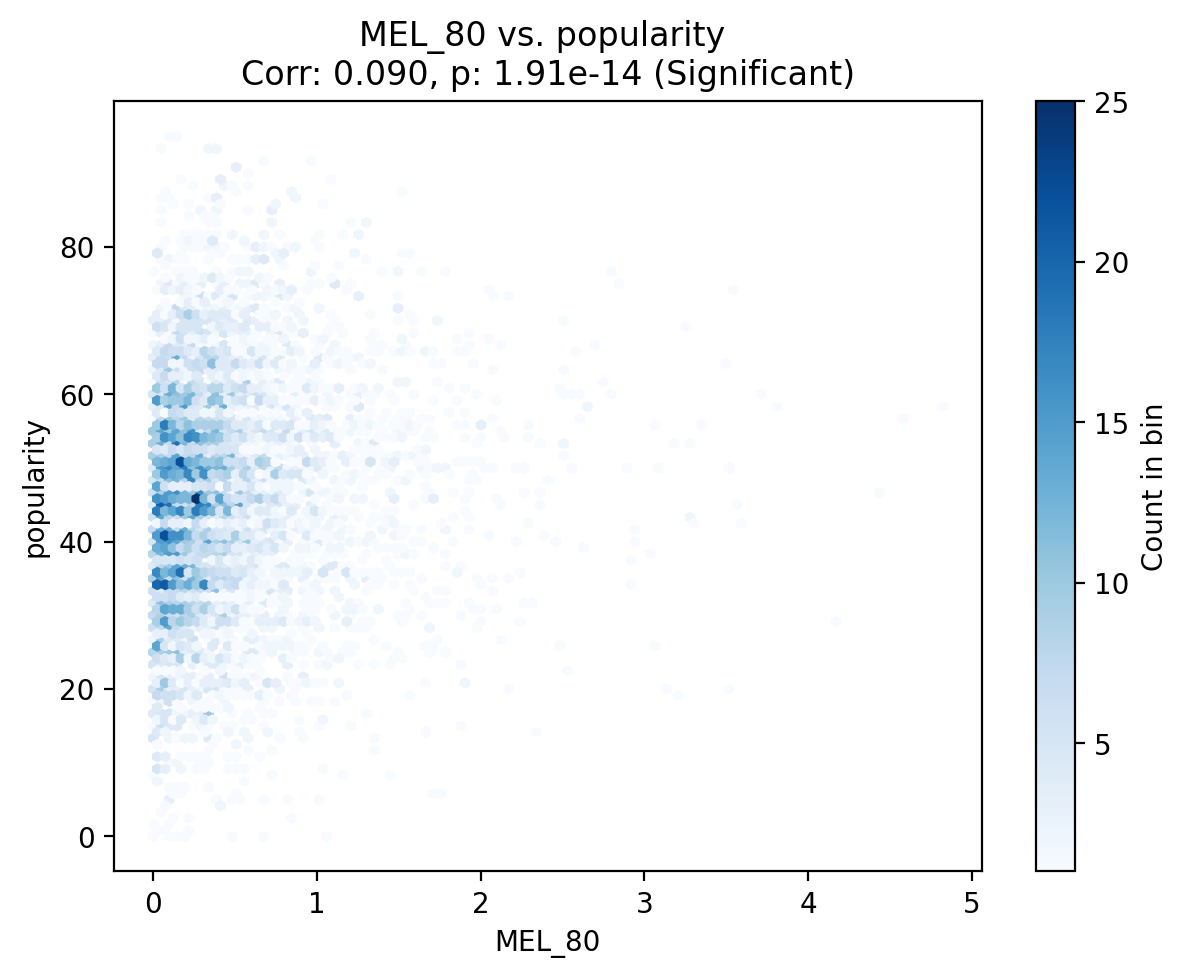 MEL_80 vs. popularity
Corr: 0.090, p: 1.91e-14 (Significant)
popularity
80
60
40
20
0
0 1 2 3 4 5
MEL_80
25
20
15
10
5
Count in bin